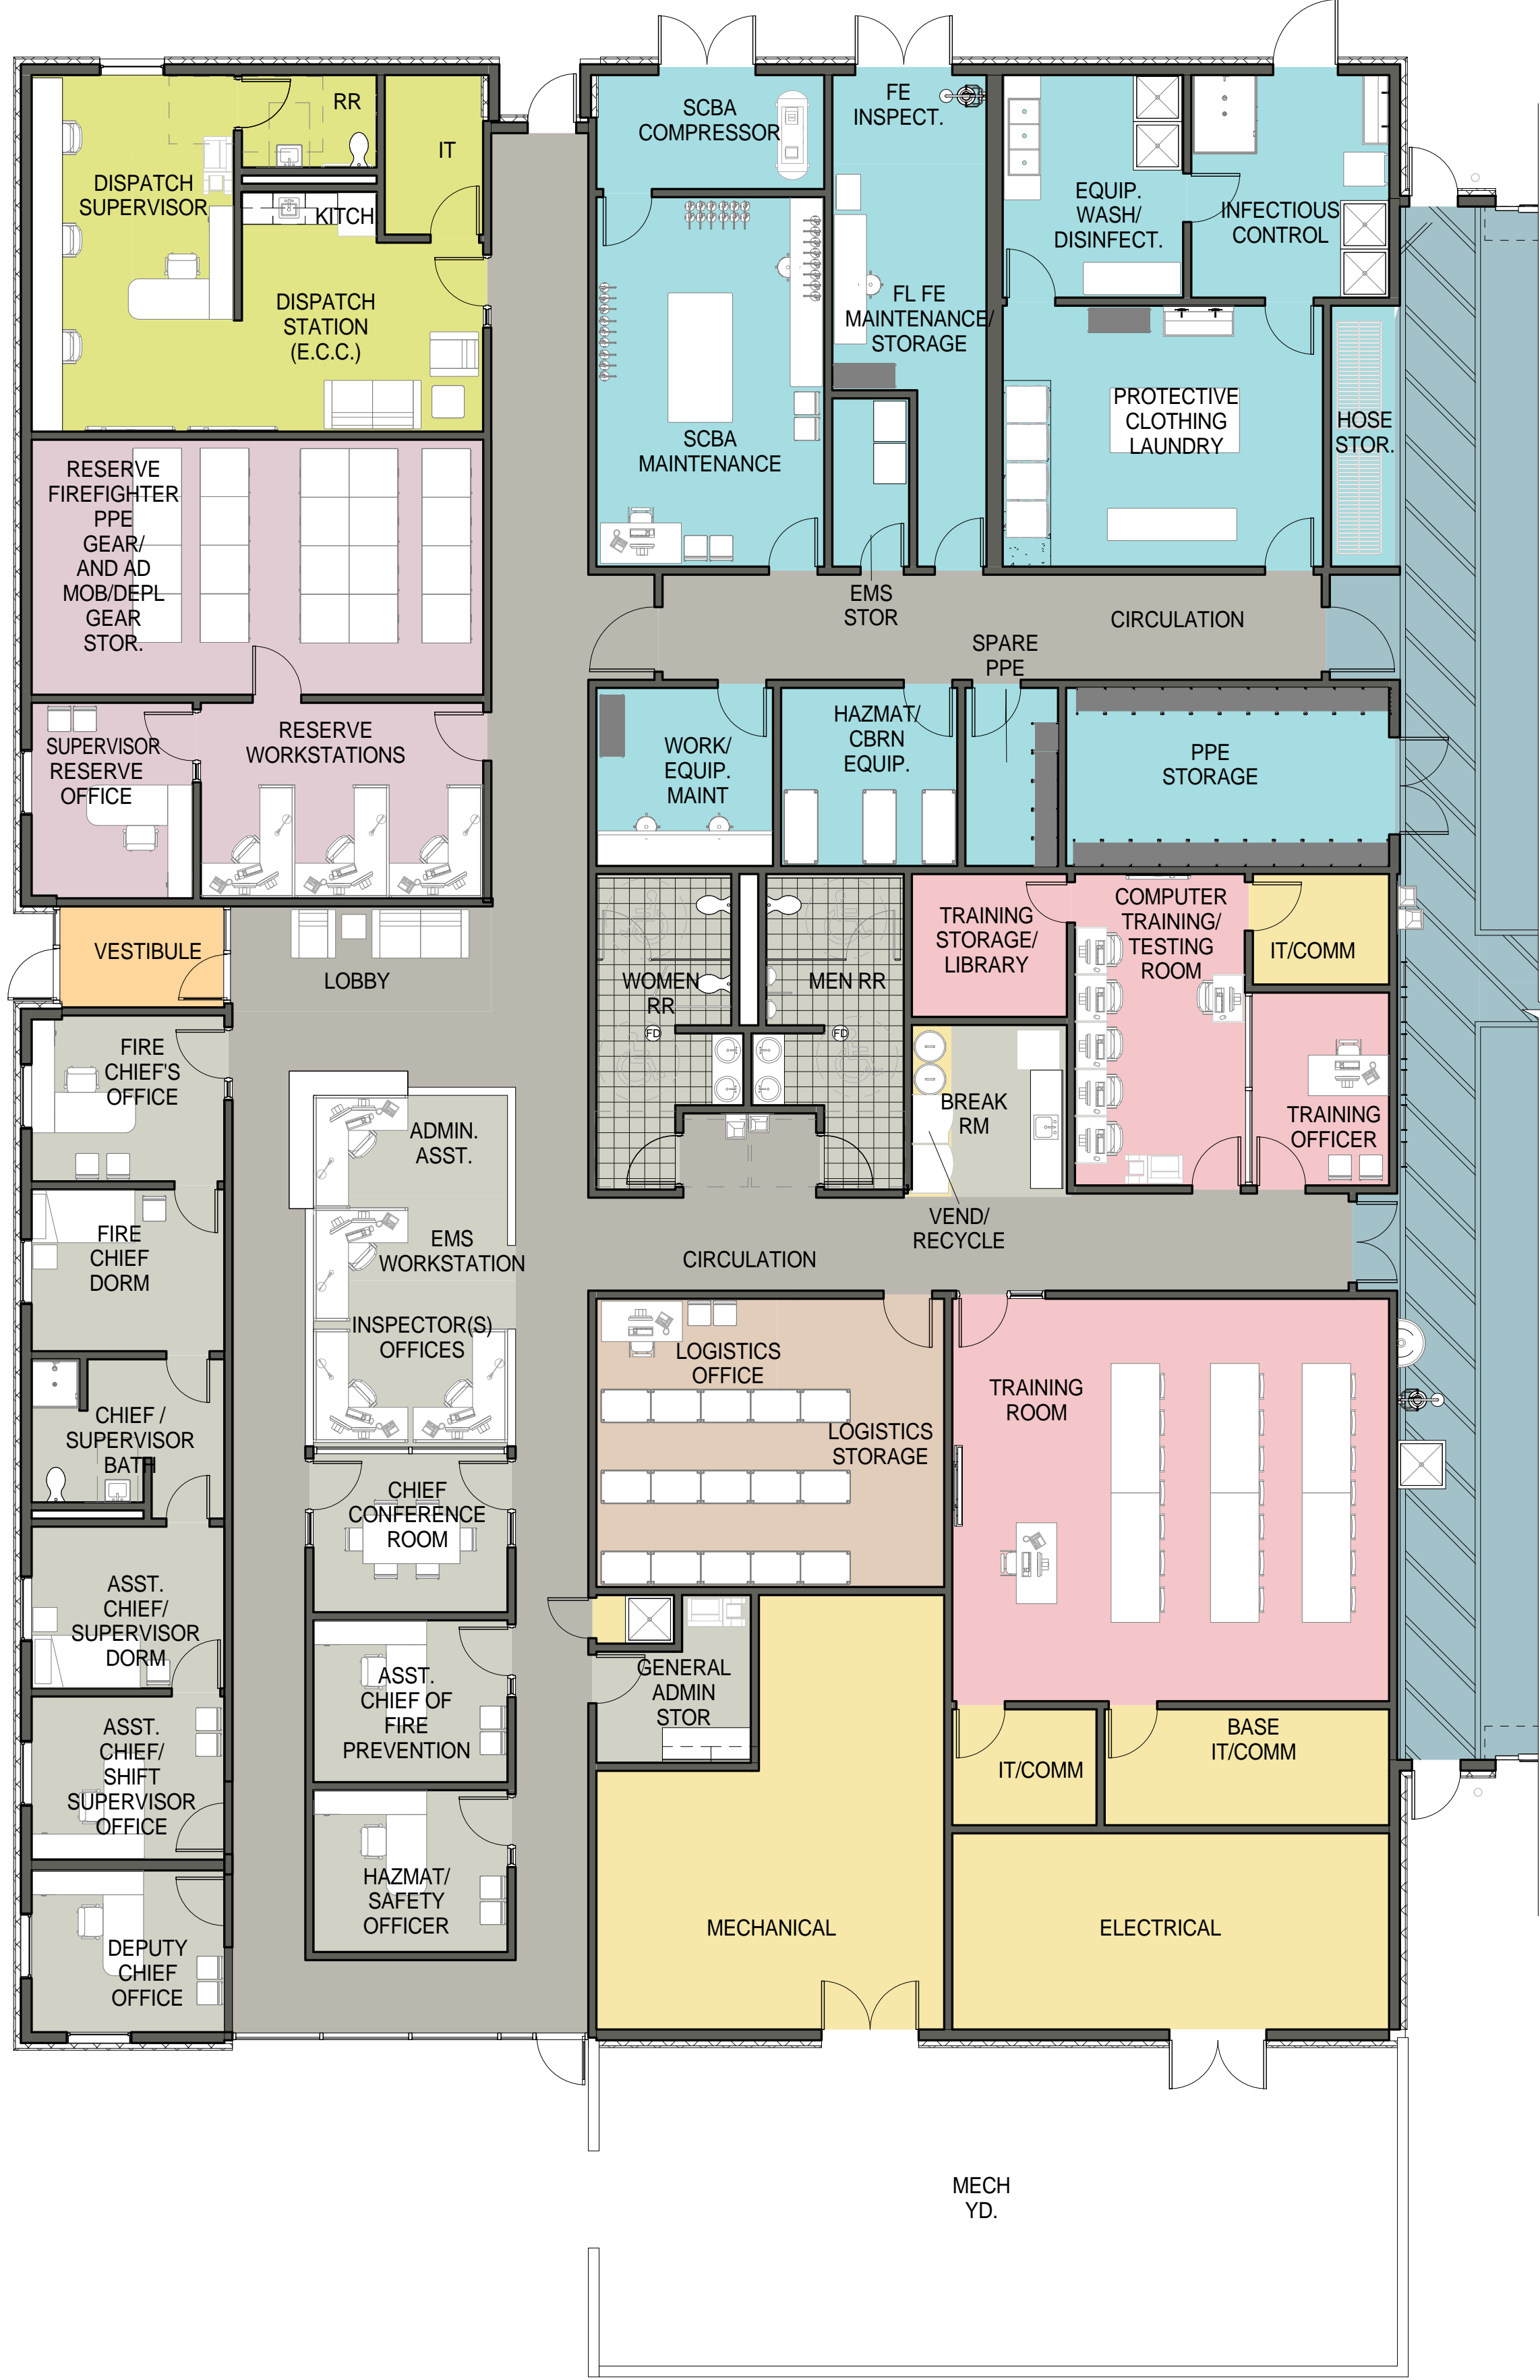 RR
IT
DISPATCH
SUPERVISOR
KITCH
DISPATCH
STATION
(E.C.C.)
SCBA
COMPRESSOR
FE
INSPECT.
EQUIP.
WASH/
DISINFECT.
INFECTIOUS
CONTROL
FL FE
MAINTENANCE/
STORAGE
SCBA
MAINTENANCE
PROTECTIVE
CLOTHING
LAUNDRY
HOSE
STOR.
RESERVE
FIREFIGHTER
PPE
GEAR/
AND AD
MOB/DEPL
GEAR
STOR.
EMS
STOR
CIRCULATION
SPARE
PPE
SUPERVISOR
RESERVE
OFFICE
RESERVE
WORKSTATIONS
WORK/
EQUIP.
MAINT
HAZMAT/
CBRN
EQUIP.
PPE
STORAGE
VESTIBULE
LOBBY
WOMEN
RR
MEN RR
FD
FD
TRAINING
STORAGE/
LIBRARY
COMPUTER
TRAINING/
TESTING
ROOM
IT/COMM
FIRE
CHIEF'S
OFFICE
ADMIN.
ASST.
BREAK
RM
TRAINING
OFFICER
FIRE
CHIEF
DORM
EMS
WORKSTATION
CIRCULATION
VEND/
RECYCLE
INSPECTOR(S)
OFFICES
LOGISTICS
OFFICE
LOGISTICS
STORAGE
TRAINING
ROOM
CHIEF /
SUPERVISOR
BATH
CHIEF
CONFERENCE
ROOM
ASST.
CHIEF/
SUPERVISOR
DORM
ASST.
CHIEF OF
FIRE
PREVENTION
GENERAL
ADMIN
STOR
ASST.
CHIEF/
SHIFT
SUPERVISOR
OFFICE
IT/COMM
BASE
IT/COMM
HAZMAT/
SAFETY
OFFICER
MECHANICAL
ELECTRICAL
DEPUTY
CHIEF
OFFICE
MECH
YD.